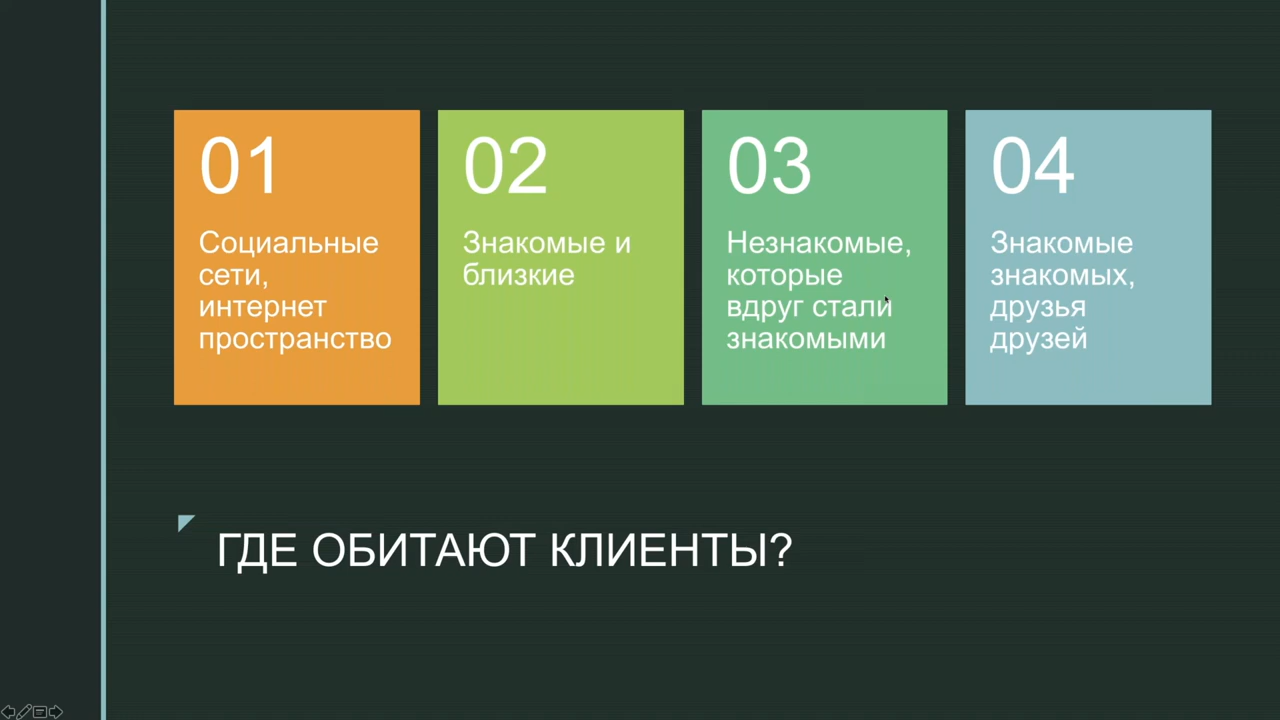 01
Социальные
сети,
интернет
пространство
02
Знакомые и
близкие
03
Незнакомые,
которые
вдруг стали
знакомыми
04
Знакомые
знакомых,
друзья
друзей
ГДЕ ОБИТАЮТ КЛИЕНТЫ?